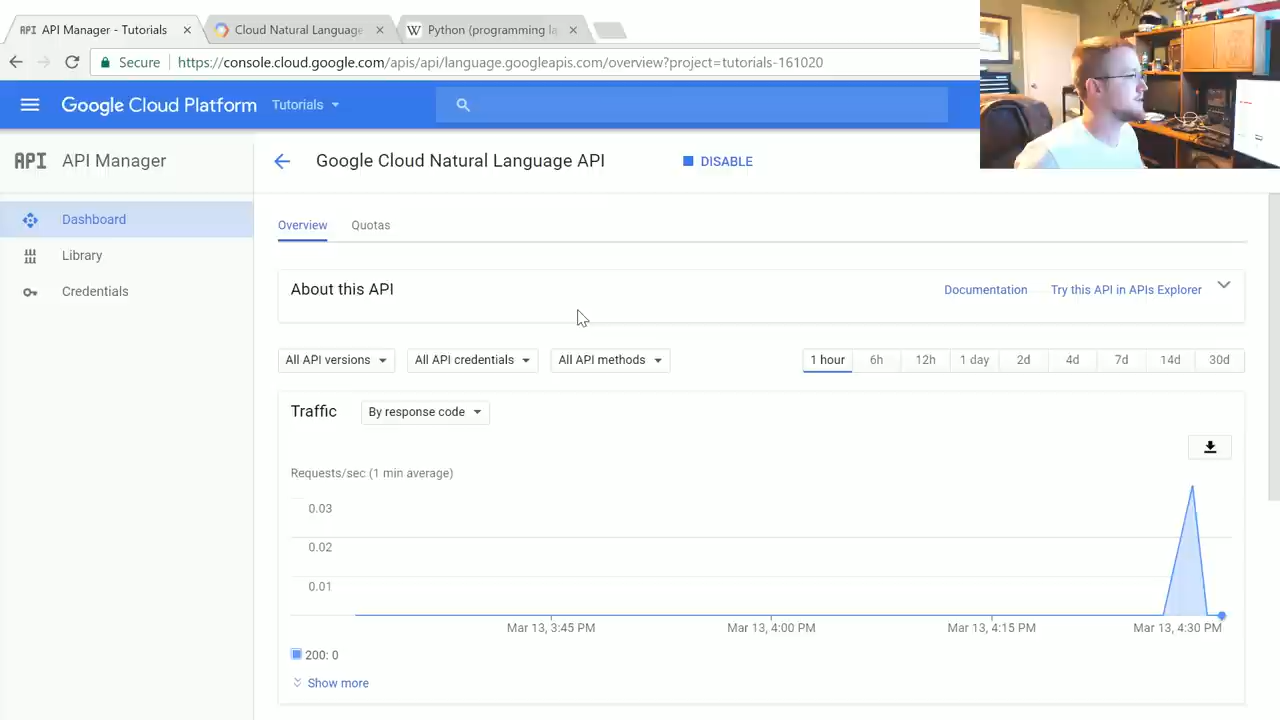 API API Manager - Tutorials
Cloud Natural Language
W Python (programming la
Secure https://console.cloud.google.com/apis/api/language.googleapis.com/overview?project=tutorials-161020
Google Cloud Platform Tutorials
API API Manager
Google Cloud Natural Language API DISABLE
Dashboard
Library
Credentials
Overview Quotas
About this API Documentation Try this API in APIs Explorer
All API versions All API credentials All API methods 1 hour 6h 12h 1 day 2d 4d 7d 14d 30d
Traffic By response code
Requests/sec (1 min average)
0.03
0.02
0.01
Mar 13, 3:45 PM Mar 13, 4:00 PM Mar 13, 4:15 PM Mar 13, 4:30 PM
200: 0
Show more